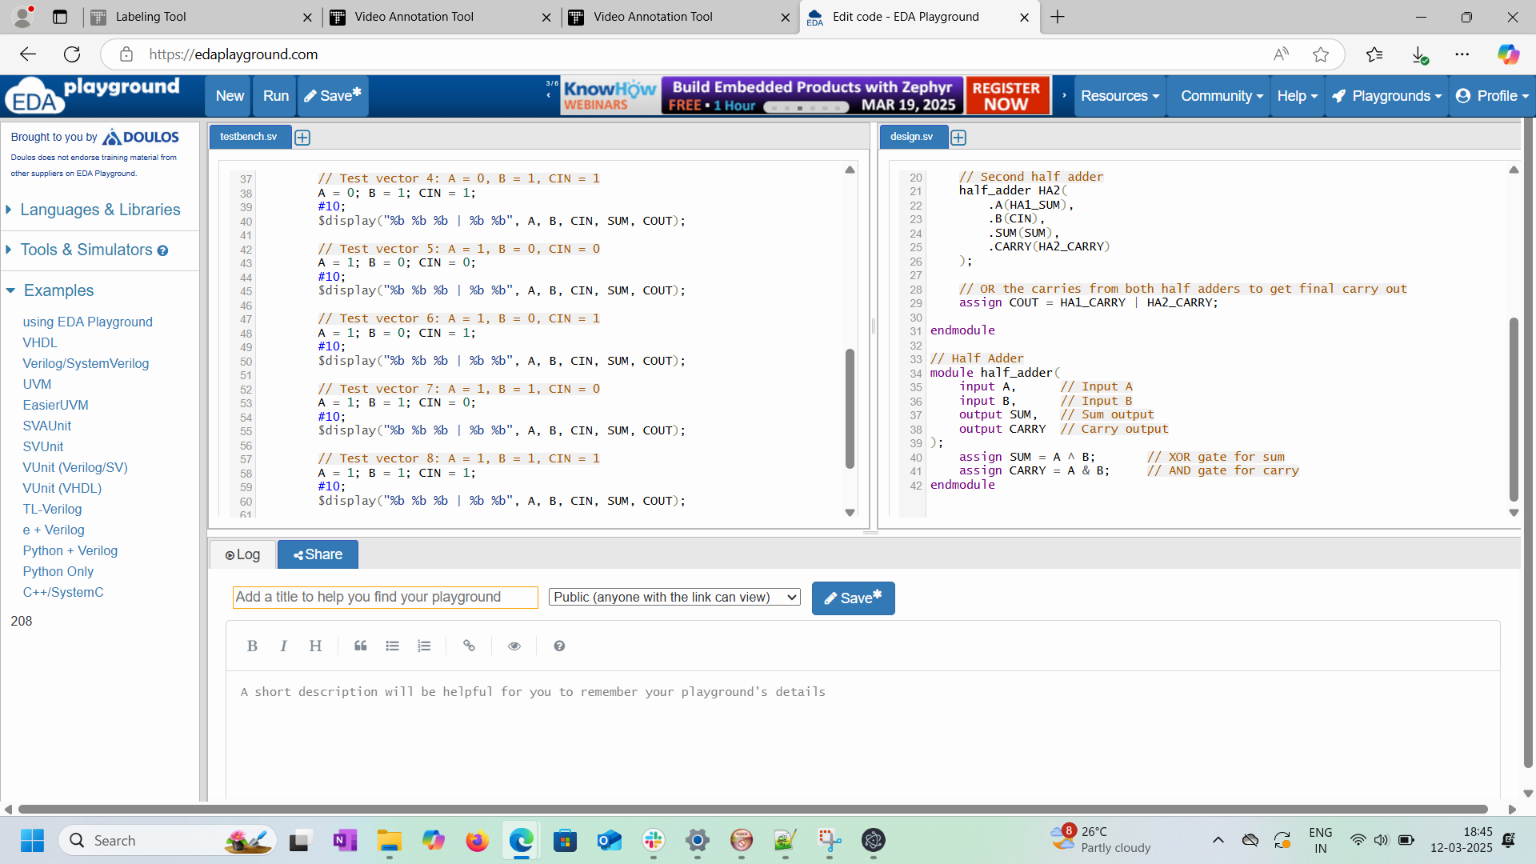 Labeling Tool
Video Annotation Tool
Video Annotation Tool
EDA
Edit code - EDA Playground
https://edaplayground.com
EDA playground
New
Run
Save*
3/6
KnowHow
WEBINARS
Build Embedded Products with Zephyr
FREE • 1 Hour
MAR 19, 2025
REGISTER
NOW
Resources
Community
Help
Playgrounds
Profile
Brought to you by DOULOS
Doulos does not endorse training material from
other suppliers on EDA Playground.
Languages & Libraries
Tools & Simulators
Examples
using EDA Playground
VHDL
Verilog/SystemVerilog
UVM
EasierUVM
SVAUnit
SVUnit
VUnit (Verilog/SV)
VUnit (VHDL)
TL-Verilog
e + Verilog
Python + Verilog
Python Only
C++/SystemC
208
testbench.sv
37 // Test vector 4: A = 0, B = 1, CIN = 1
38 A = 0; B = 1; CIN = 1;
39 #10;
40 $display("%b %b %b | %b %b", A, B, CIN, SUM, COUT);
41
42 // Test vector 5: A = 1, B = 0, CIN = 0
43 A = 1; B = 0; CIN = 0;
44 #10;
45 $display("%b %b %b | %b %b", A, B, CIN, SUM, COUT);
46
47 // Test vector 6: A = 1, B = 0, CIN = 1
48 A = 1; B = 0; CIN = 1;
49 #10;
50 $display("%b %b %b | %b %b", A, B, CIN, SUM, COUT);
51
52 // Test vector 7: A = 1, B = 1, CIN = 0
53 A = 1; B = 1; CIN = 0;
54 #10;
55 $display("%b %b %b | %b %b", A, B, CIN, SUM, COUT);
56
57 // Test vector 8: A = 1, B = 1, CIN = 1
58 A = 1; B = 1; CIN = 1;
59 #10;
60 $display("%b %b %b | %b %b", A, B, CIN, SUM, COUT);
61
design.sv
20 // Second half adder
21 half_adder HA2(
22 .A(HA1_SUM),
23 .B(CIN),
24 .SUM(SUM),
25 .CARRY(HA2_CARRY)
26 );
27
28 // OR the carries from both half adders to get final carry out
29 assign COUT = HA1_CARRY | HA2_CARRY;
30
31 endmodule
32
33 // Half Adder
34 module half_adder(
35 input A, // Input A
36 input B, // Input B
37 output SUM, // Sum output
38 output CARRY // Carry output
39 );
40 assign SUM = A ^ B; // XOR gate for sum
41 assign CARRY = A & B; // AND gate for carry
42 endmodule
Log
Share
Add a title to help you find your playground
Public (anyone with the link can view)
Save*
B I H
A short description will be helpful for you to remember your playground's details
Search
8
26°C
Partly cloudy
ENG
IN
18:45
12-03-2025